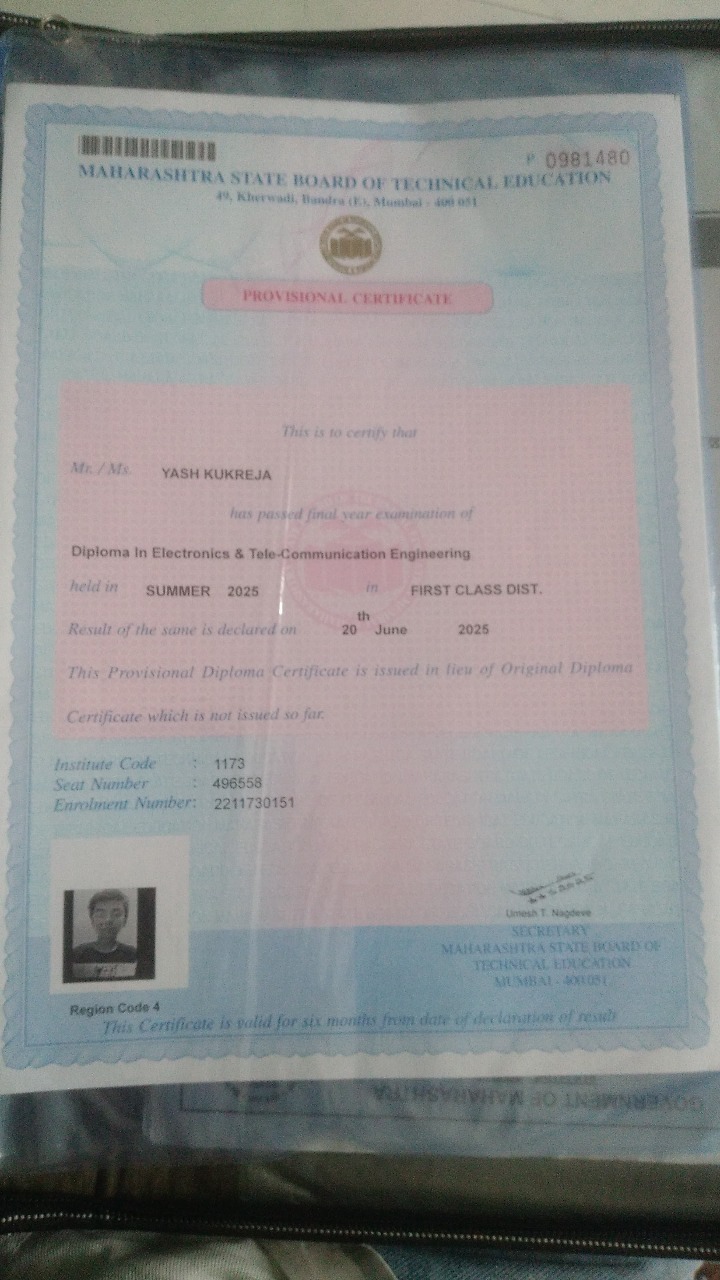 P 0981480
MAHARASHTRA STATE BOARD OF TECHNICAL EDUCATION
49, Kherwadi, Bandra (E), Mumbai - 400 051
PROVISIONAL CERTIFICATE
This is to certify that
Mr. / Ms. YASH KUKREJA
has passed final year examination of
Diploma In Electronics & Tele-Communication Engineering
held in SUMMER 2025 in FIRST CLASS DIST.
Result of the same is declared on 20th June 2025
This Provisional Diploma Certificate is issued in lieu of Original Diploma
Certificate which is not issued so far.
Institute Code : 1173
Seat Number : 496558
Enrolment Number: 2211730151
Umesh T. Nagdeve
SECRETARY
MAHARASHTRA STATE BOARD OF
TECHNICAL EDUCATION
MUMBAI - 400 051.
Region Code 4
This Certificate is valid for six months from date of declaration of result
GOVERNMENT OF MAHARASHTRA